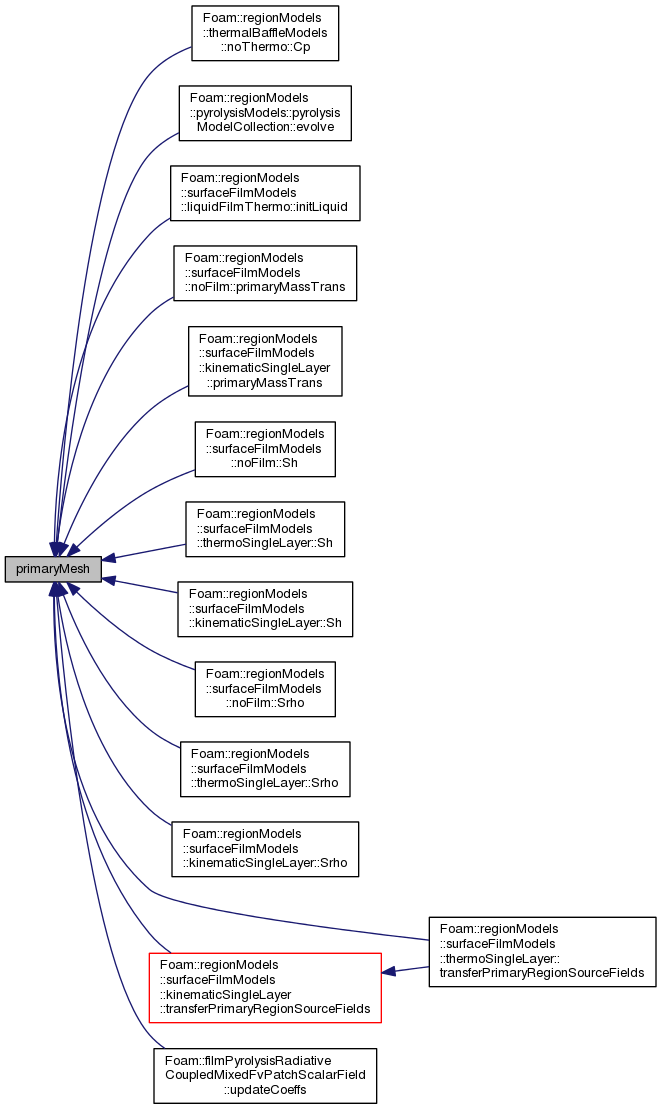 Foam::regionModels
::thermalBaffleModels
::noThermo::Cp
Foam::regionModels
::pyrolysisModels::pyrolysis
ModelCollection::evolve
Foam::regionModels
::surfaceFilmModels
::liquidFilmThermo::initLiquid
Foam::regionModels
::surfaceFilmModels
::noFilm::primaryMassTrans
Foam::regionModels
::surfaceFilmModels
::kinematicSingleLayer
::primaryMassTrans
Foam::regionModels
::surfaceFilmModels
::noFilm::Sh
Foam::regionModels
::surfaceFilmModels
::thermoSingleLayer::Sh
primaryMesh
Foam::regionModels
::surfaceFilmModels
::kinematicSingleLayer::Sh
Foam::regionModels
::surfaceFilmModels
::noFilm::Srho
Foam::regionModels
::surfaceFilmModels
::thermoSingleLayer::Srho
Foam::regionModels
::surfaceFilmModels
::kinematicSingleLayer::Srho
Foam::regionModels
::surfaceFilmModels
::thermoSingleLayer::
transferPrimaryRegionSourceFields
Foam::regionModels
::surfaceFilmModels
::kinematicSingleLayer
::transferPrimaryRegionSourceFields
Foam::filmPyrolysisRadiative
CoupledMixedFvPatchScalarField
::updateCoeffs